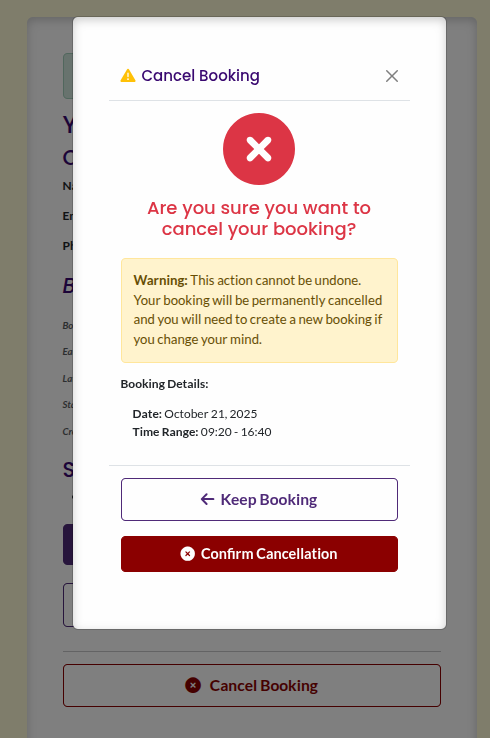 Cancel Booking
Are you sure you want to
cancel your booking?
Warning: This action cannot be undone.
Your booking will be permanently cancelled
and you will need to create a new booking if
you change your mind.
Booking Details:
Date: October 21, 2025
Time Range: 09:20 - 16:40
Keep Booking
Confirm Cancellation
Cancel Booking